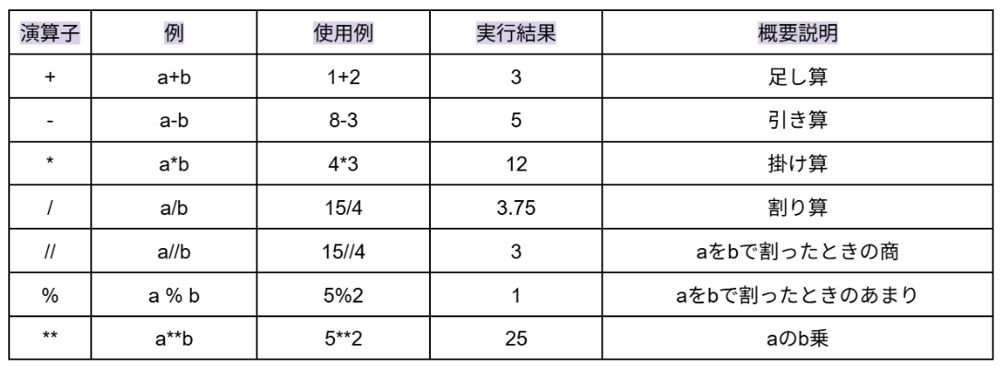 演算子 例 使用例 実行結果 概要説明
+ a+b 1+2 3 足し算
- a-b 8-3 5 引き算
* a*b 4*3 12 掛け算
/ a/b 15/4 3.75 割り算
// a//b 15//4 3 aをbで割ったときの商
% a % b 5%2 1 aをbで割ったときのあまり
** a**b 5**2 25 aのb乗